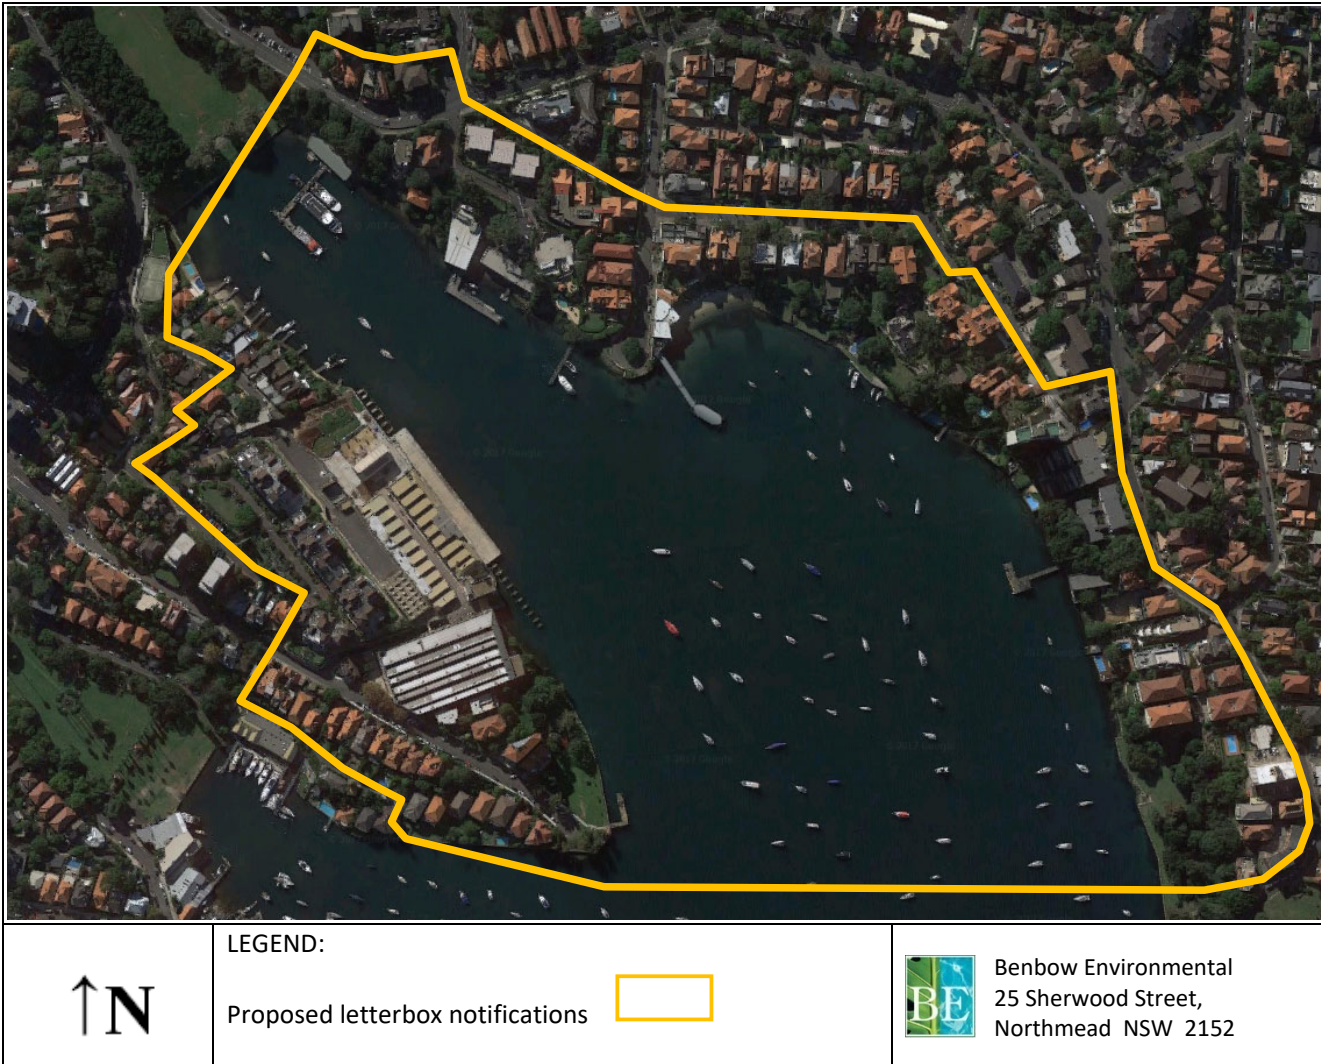 N
LEGEND:
Proposed letterbox notifications
BE
Benbow Environmental
25 Sherwood Street,
Northmead NSW 2152